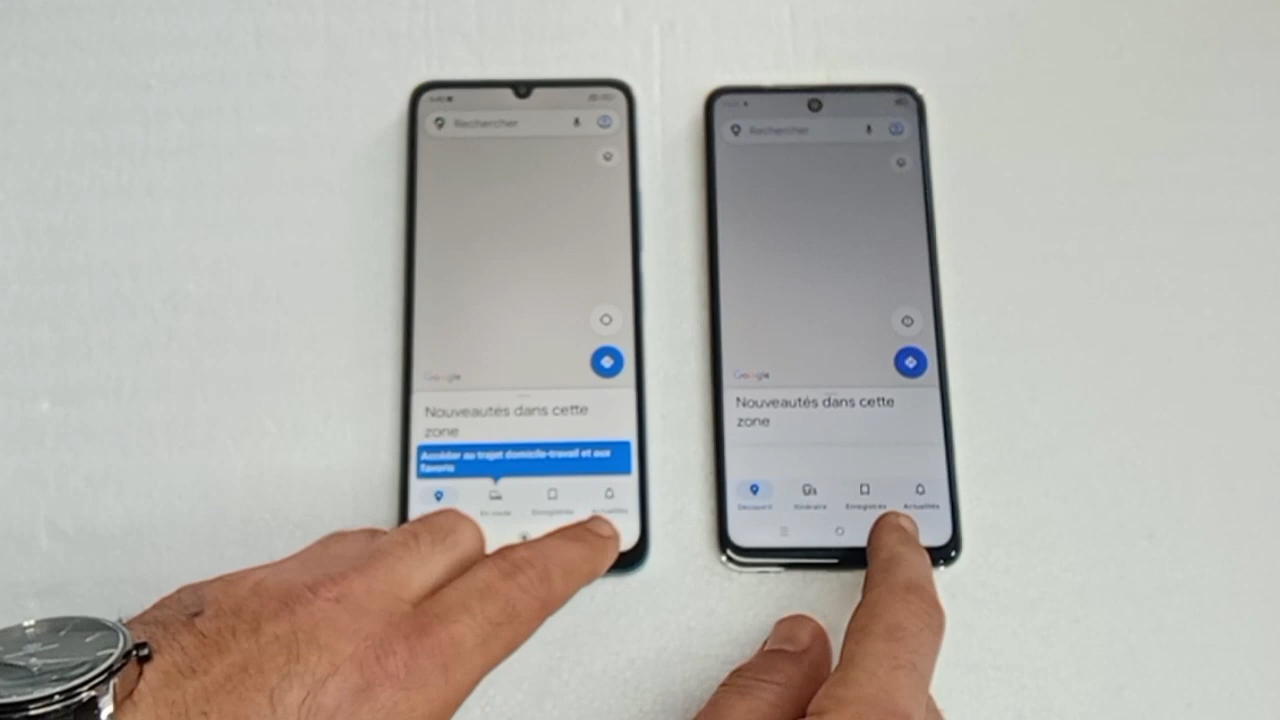 Rechercher
Google
Nouveautés dans cette
zone
Accéder au trajet domicile-travail et aux
favoris
En route
Enregistrés
Actualités
Rechercher
Google
Nouveautés dans cette
zone
Découvrir
Itinéraire
Enregistrés
Actualités